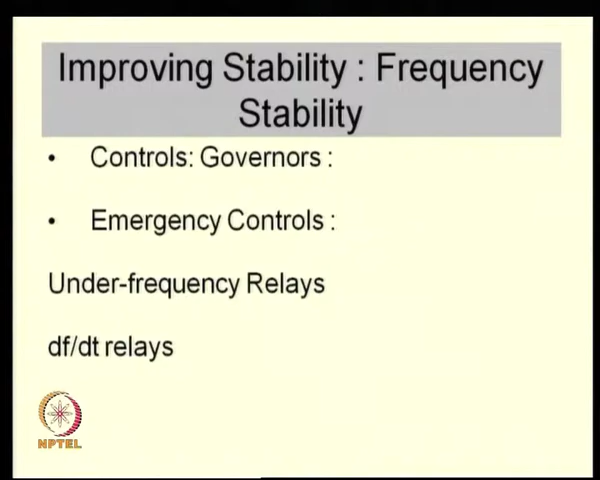 Improving Stability : Frequency
Stability
• Controls: Governors :
• Emergency Controls :
Under-frequency Relays
df/dt relays
NPTEL